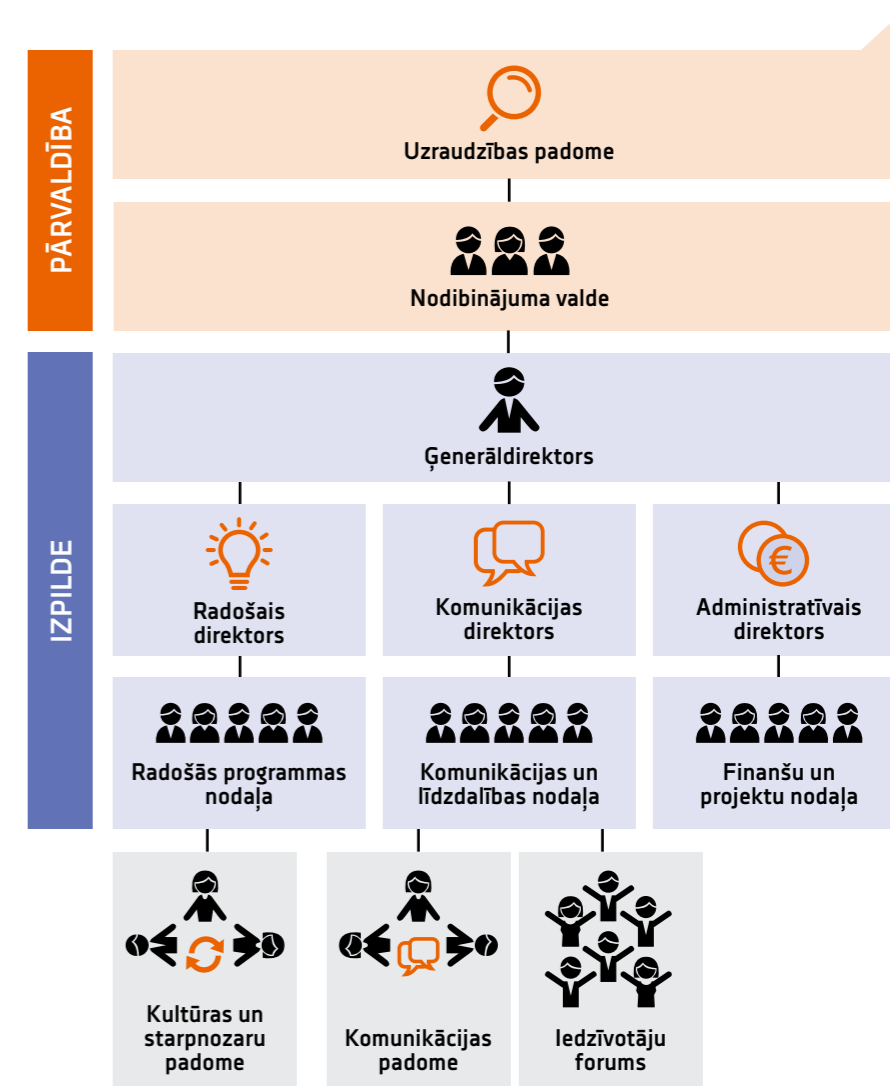 PĀRVALDĪBA
Uzraudzības padome
Nodibinājuma valde
IZPILDE
Ģenerāldirektors
Radošais
direktors
Komunikācijas
direktors
€
Administratīvais
direktors
Radošās programmas
nodaļa
Komunikācijas un
līdzdalības nodaļa
Finanšu un
projektu nodaļa
Kultūras un
starpnozaru
padome
Komunikācijas
padome
Iedzīvotāju
forums